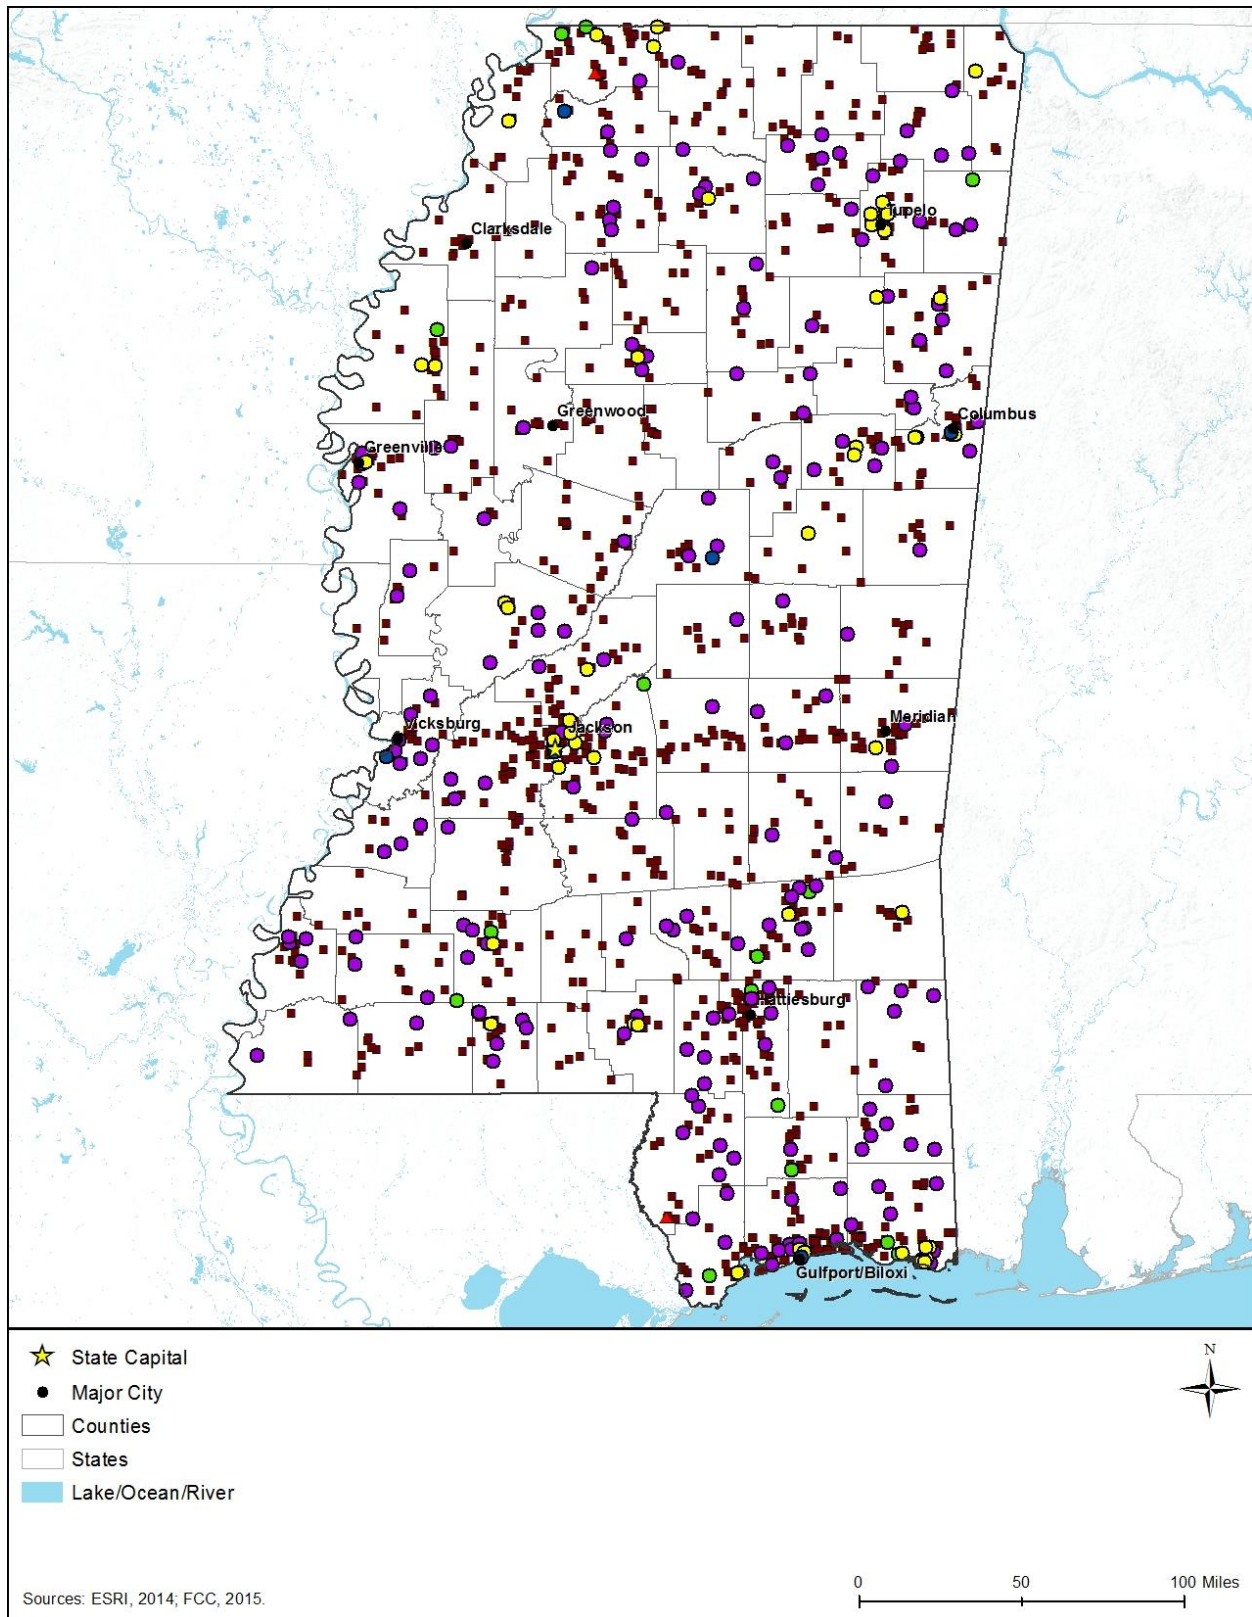 Tupelo
Clarksdale
Greenwood
Columbus
Greenville
Vicksburg
Jackson
Meridian
Hattiesburg
Gulfport/Biloxi
State Capital
Major City
Counties
States
Lake/Ocean/River
N
Sources: ESRI, 2014; FCC, 2015.
0 50 100 Miles